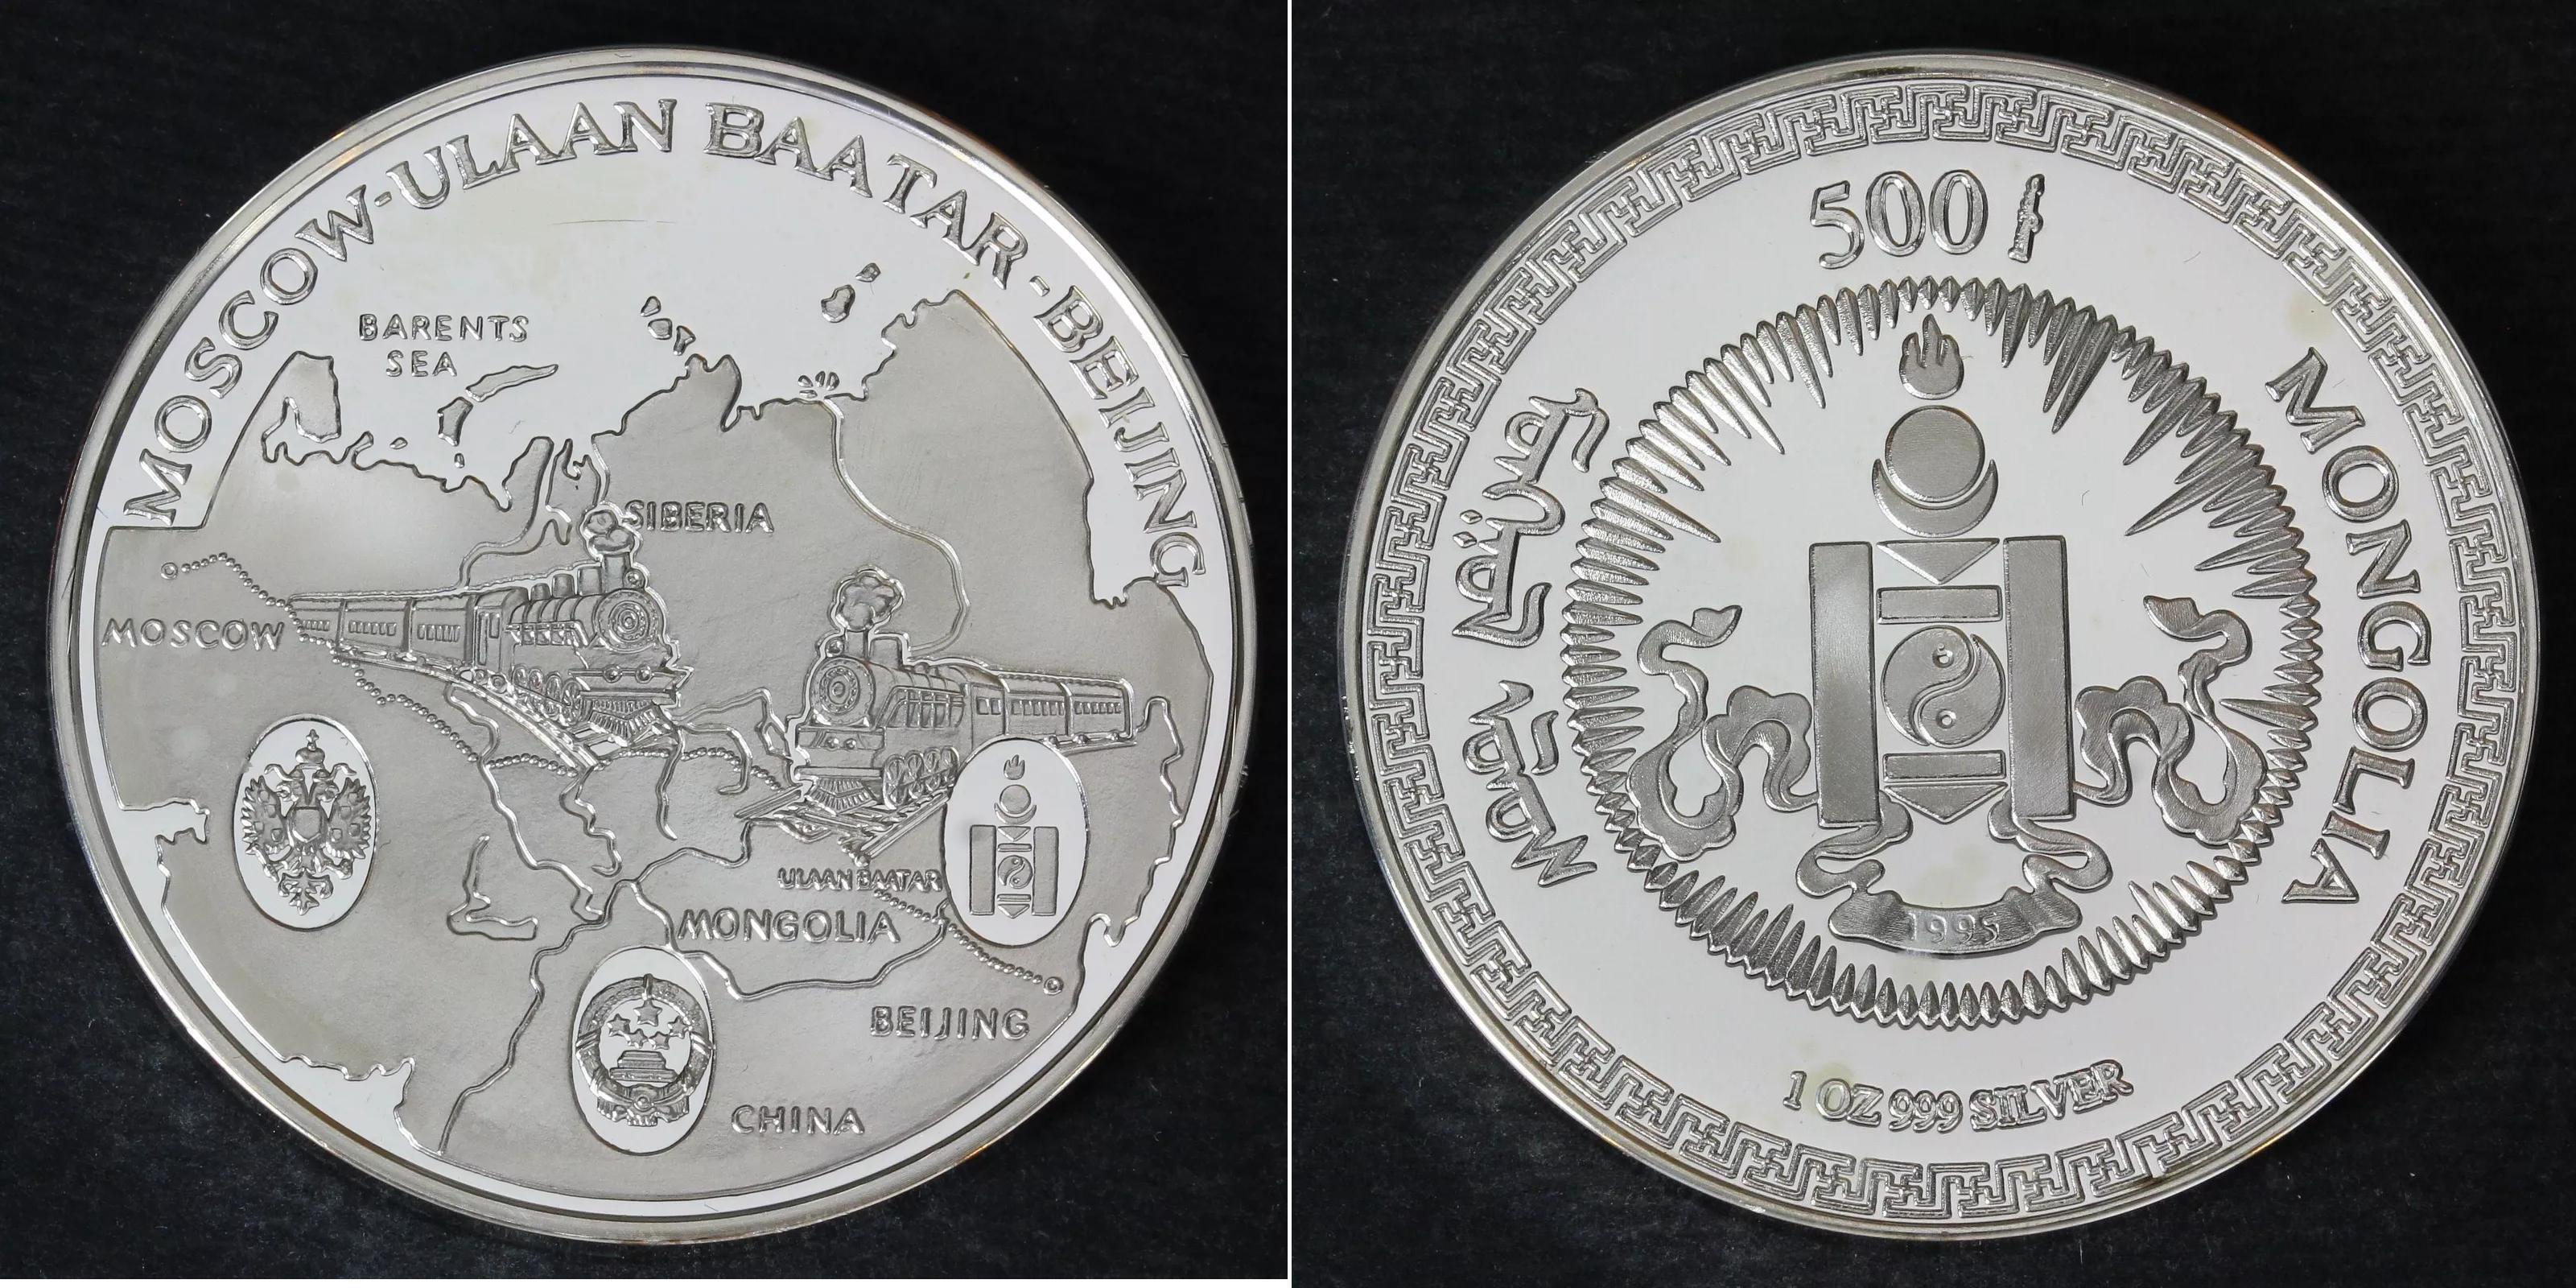 MOSCOW-ULAAN BAATAR-BEIJING
BARENTS
SEA
SIBERIA
MOSCOW
ULAAN BAATAR
MONGOLIA
BEIJING
CHINA
500
MONGOLIA
1995
1 OZ 999 SILVER